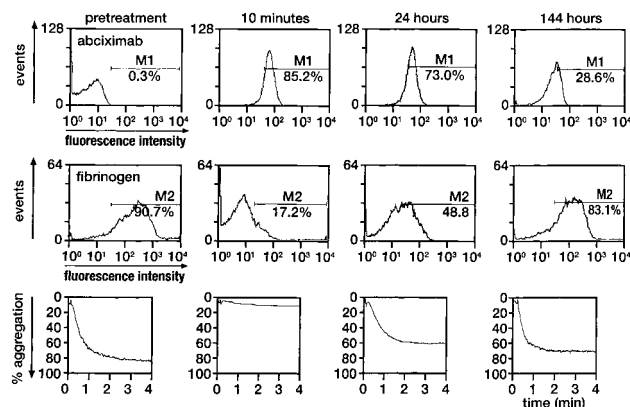 pretreatment 10 minutes 24 hours 144 hours
128 128 128 128
abciximab
M1 M1 M1 M1
0.3% 85.2% 73.0% 28.6%
events
0 0 0 0
10⁰ 10¹ 10² 10³ 10⁴ 10⁰ 10¹ 10² 10³ 10⁴ 10⁰ 10¹ 10² 10³ 10⁴ 10⁰ 10¹ 10² 10³ 10⁴
fluorescence intensity
64 64 64 64
fibrinogen
M2 M2 M2 M2
90.7% 17.2% 48.8 83.1%
events
0 0 0 0
10⁰ 10¹ 10² 10³ 10⁴ 10⁰ 10¹ 10² 10³ 10⁴ 10⁰ 10¹ 10² 10³ 10⁴ 10⁰ 10¹ 10² 10³ 10⁴
fluorescence intensity
% aggregation
0 0 0 0
20 20 20 20
40 40 40 40
60 60 60 60
80 80 80 80
100 100 100 100
0 1 2 3 4 0 1 2 3 4 0 1 2 3 4 0 1 2 3 4
time (min)